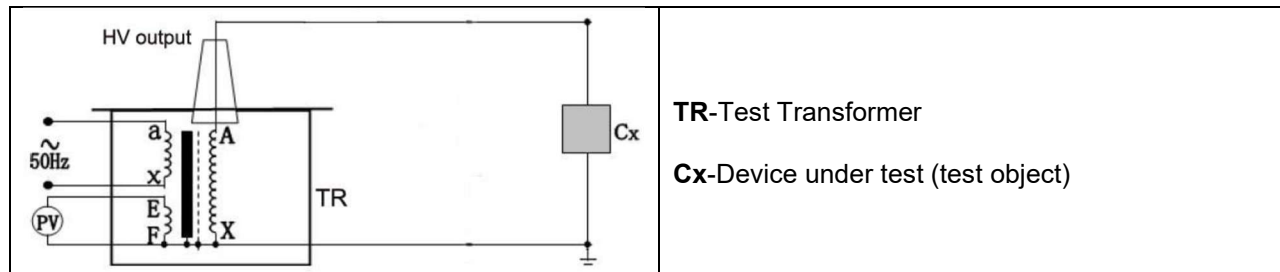 HV output
a
A
~
50Hz
x
E
PV
F
X
TR
Cx
TR-Test Transformer
Cx-Device under test (test object)